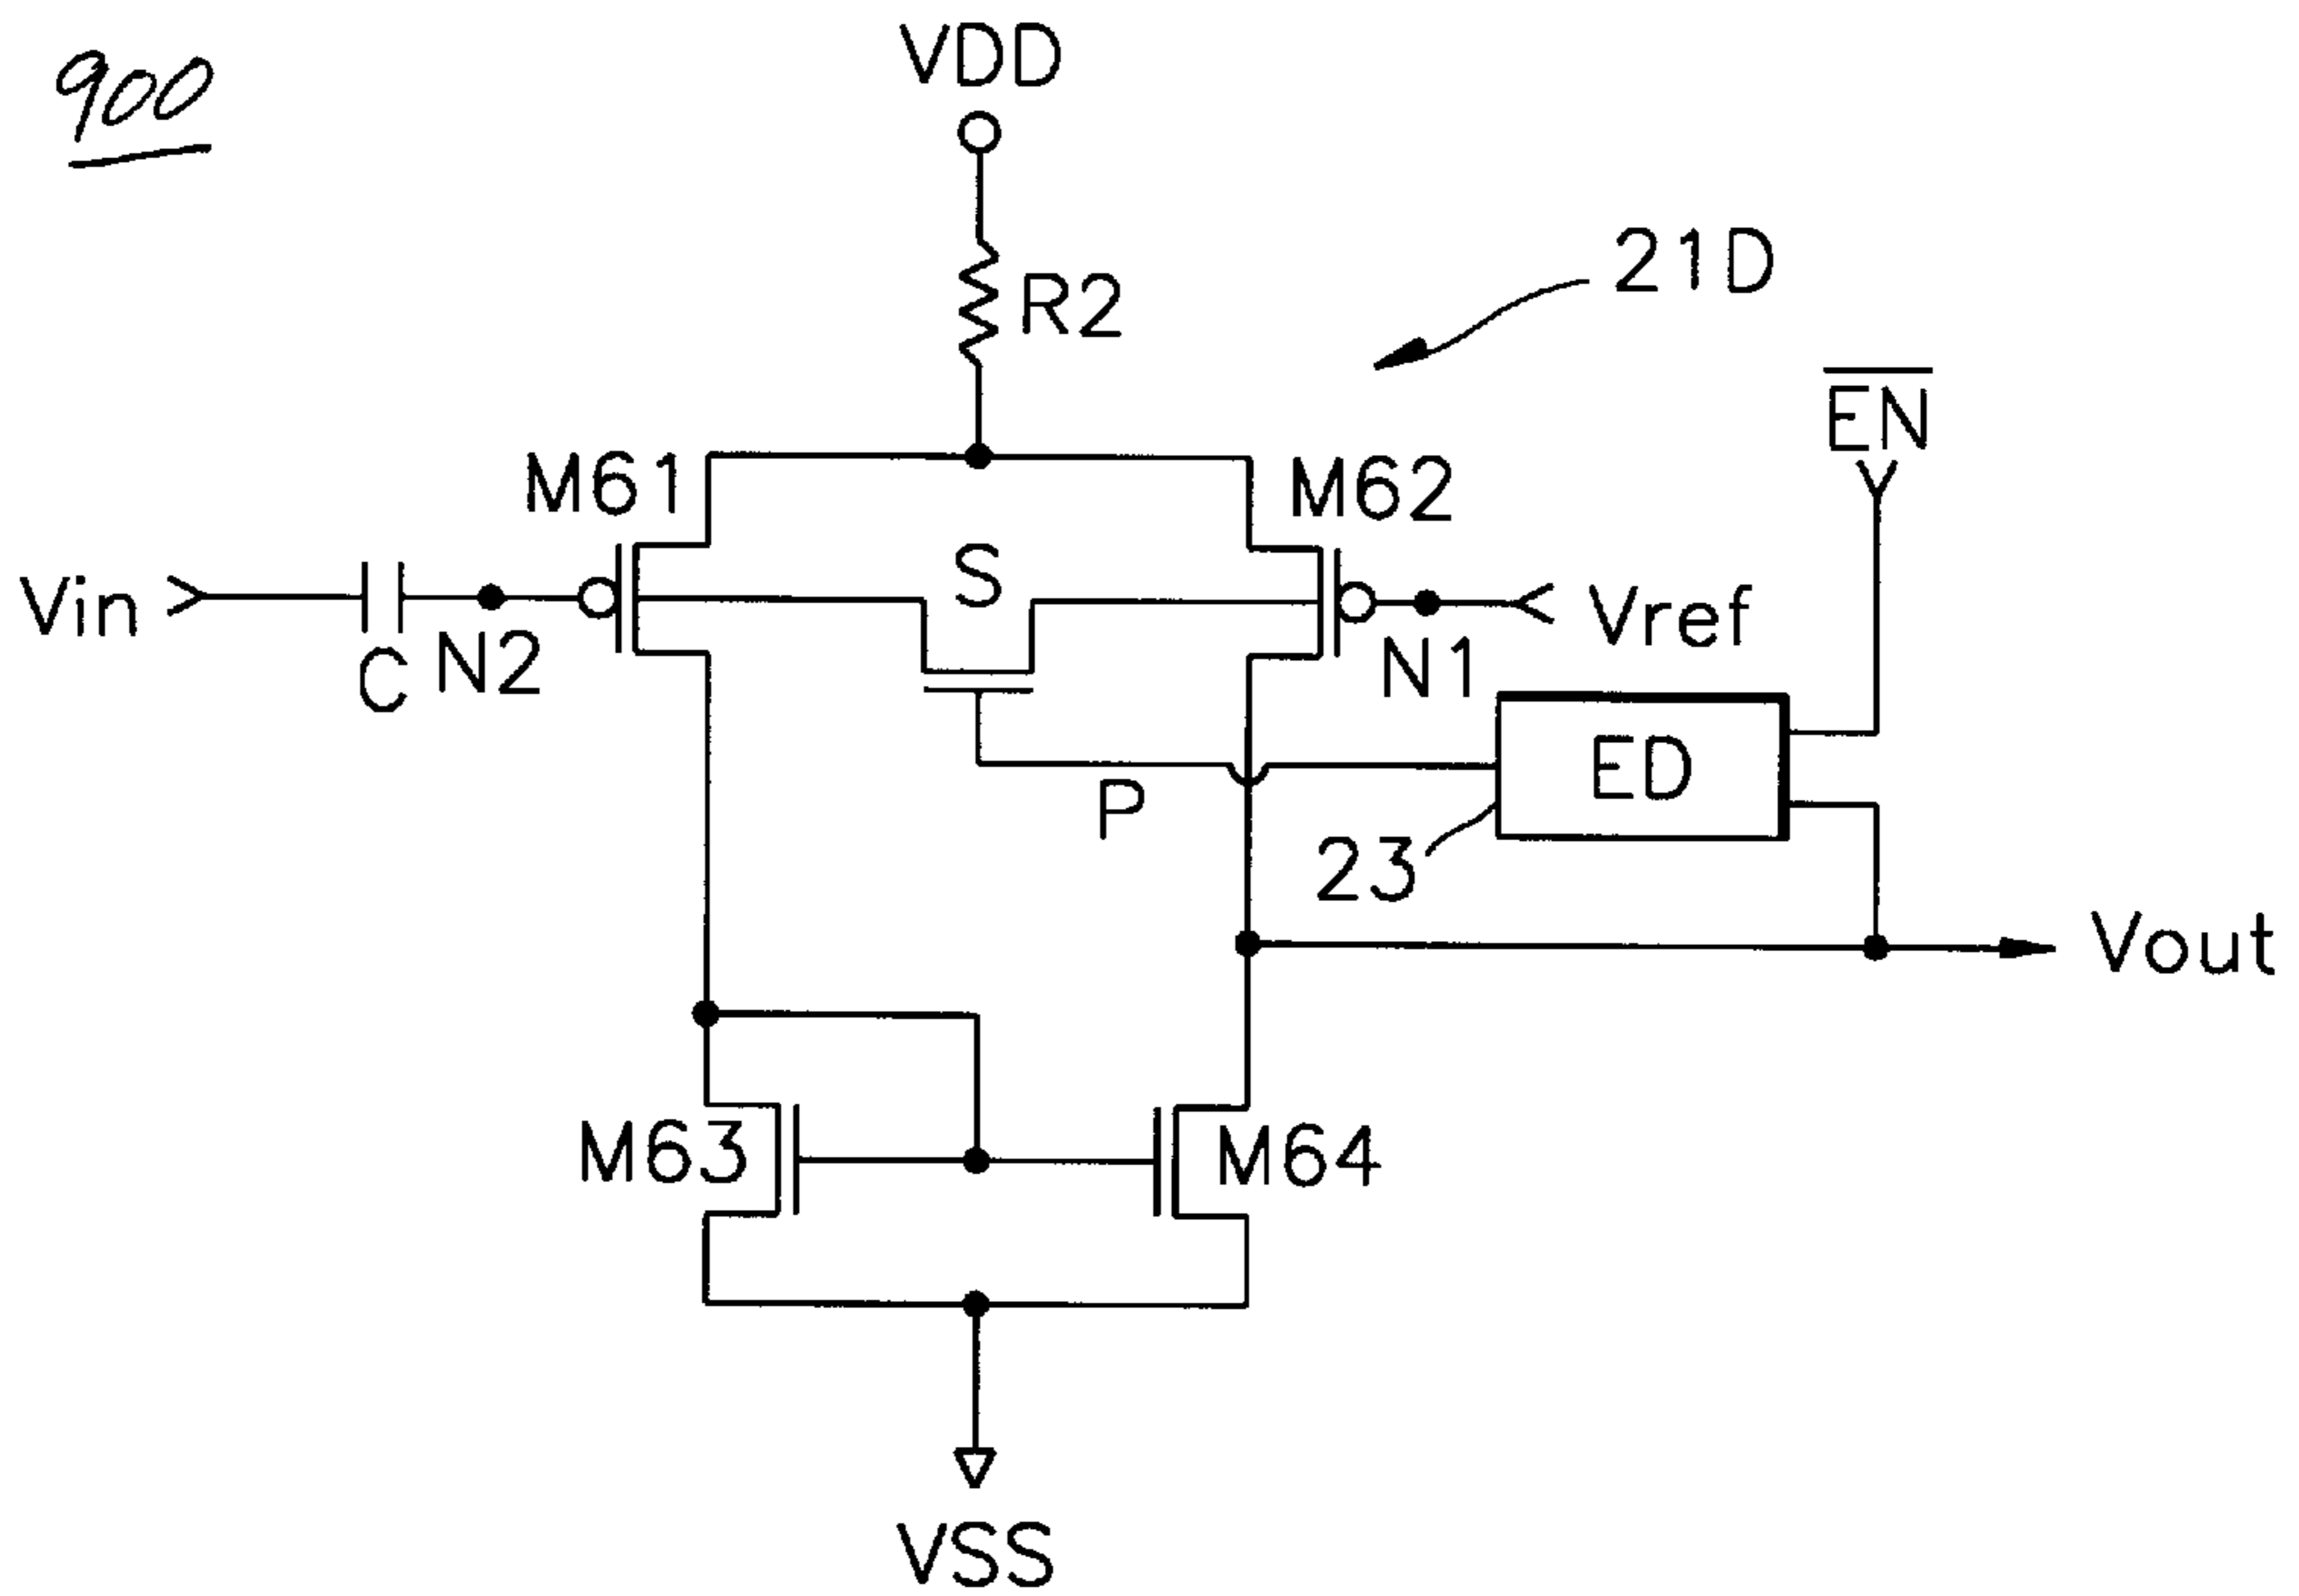 900
VDD
R2
21D
EN
M61
M62
S
Vin
C
N2
N1
Vref
ED
P
23
Vout
M63
M64
VSS